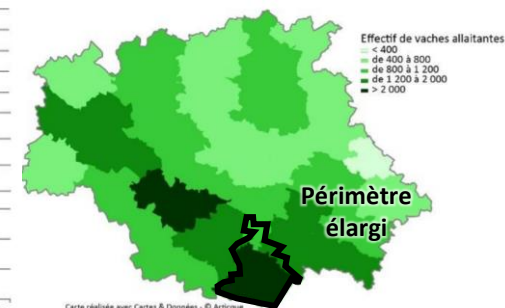 Effectif de vaches allaitantes
< 400
de 400 à 800
de 800 à 1 200
de 1 200 à 2 000
> 2 000
Périmètre
élargi
Carte réalisée avec Cartes & Données - © Articque